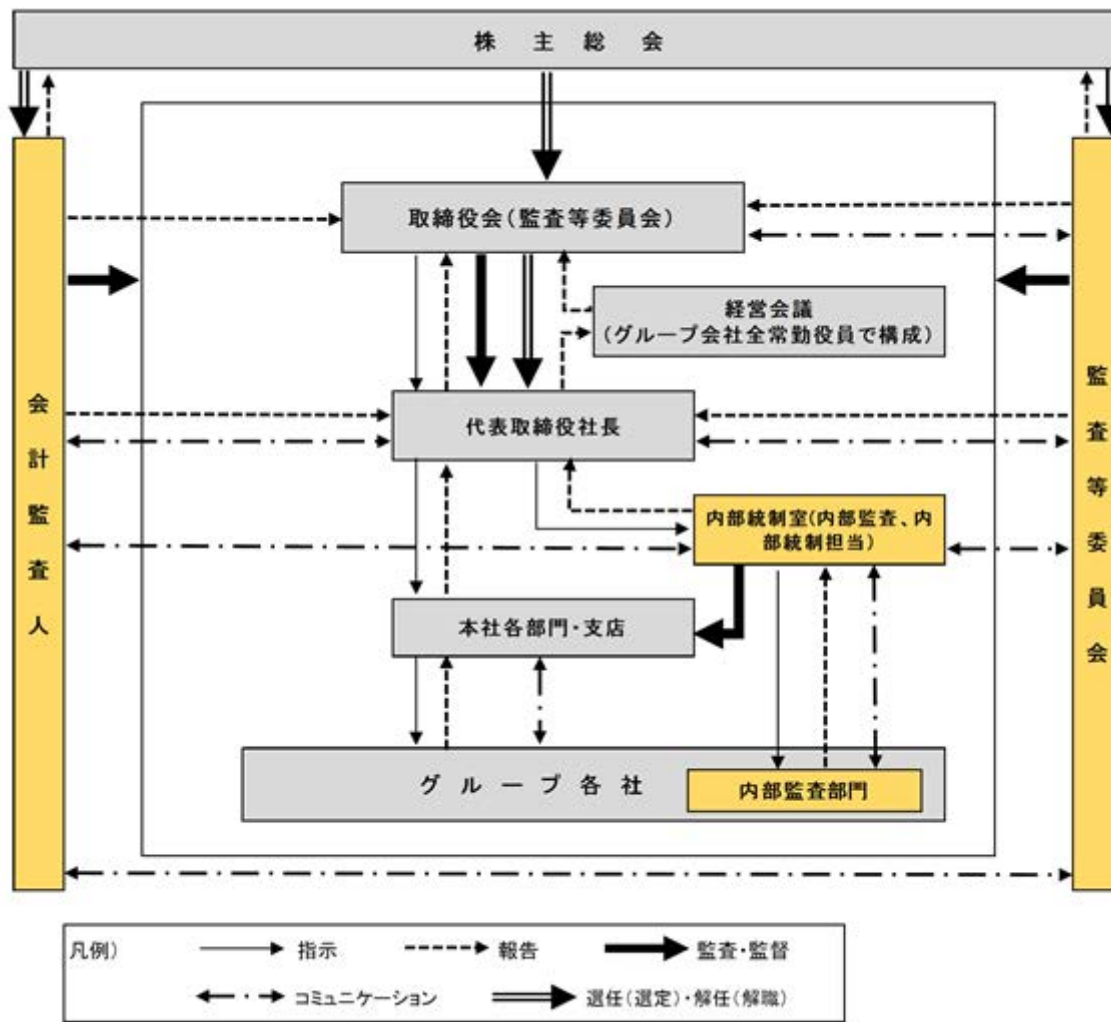 株主総会
取締役会(監査等委員会)
経営会議
(グループ会社全常勤役員で構成)
代表取締役社長
内部統制室(内部監査、内
部統制担当)
本社各部門・支店
グループ各社
内部監査部門
会計監査人
監査等委員会
凡例)
指示
報告
監査・監督
コミュニケーション
選任(選定)・解任(解職)